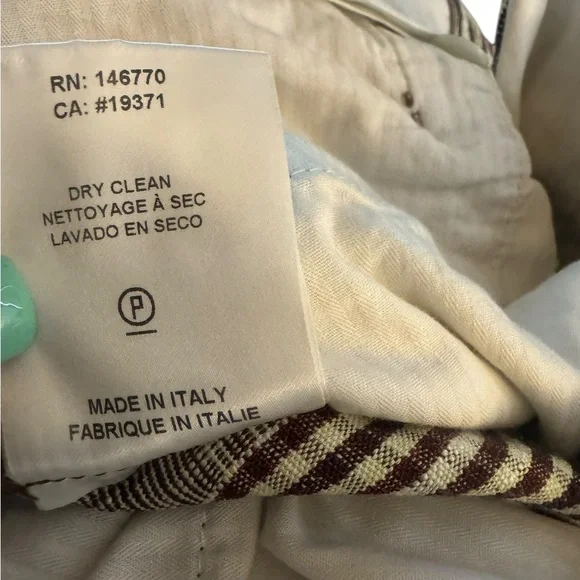 RN: 146770
CA: #19371
DRY CLEAN
NETTOYAGE À SEC
LAVADO EN SECO
P
MADE IN ITALY
FABRIQUE IN ITALIE